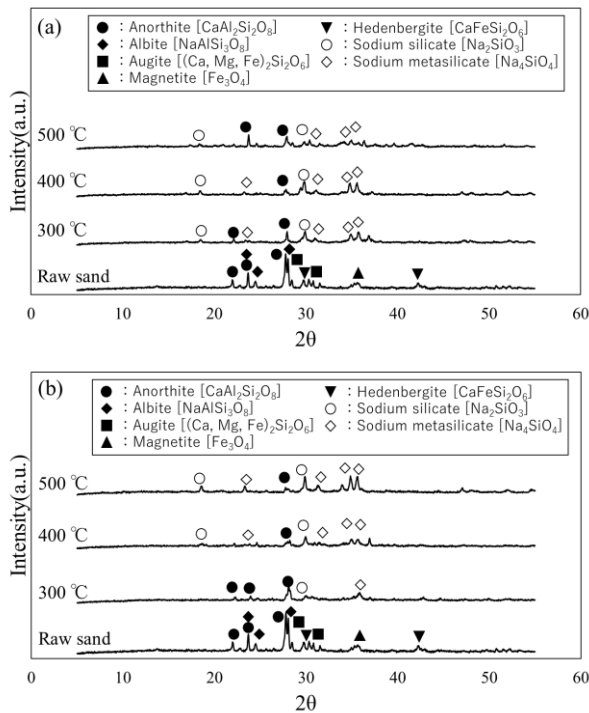 (a)
● : Anorthite [CaAl₂Si₂O₈] ▼ : Hedenbergite [CaFeSi₂O₆]
◆ : Albite [NaAlSi₃O₈] ○ : Sodium silicate [Na₂SiO₃]
■ : Augite [(Ca, Mg, Fe)₂Si₂O₆] ◇ : Sodium metasilicate [Na₄SiO₄]
▲ : Magnetite [Fe₃O₄]
Intensity(a.u.)
500 ℃
400 ℃
300 ℃
Raw sand
0 10 20 30 40 50 60
2θ
(b)
● : Anorthite [CaAl₂Si₂O₈] ▼ : Hedenbergite [CaFeSi₂O₆]
◆ : Albite [NaAlSi₃O₈] ○ : Sodium silicate [Na₂SiO₃]
■ : Augite [(Ca, Mg, Fe)₂Si₂O₆] ◇ : Sodium metasilicate [Na₄SiO₄]
▲ : Magnetite [Fe₃O₄]
Intensity(a.u.)
500 ℃
400 ℃
300 ℃
Raw sand
0 10 20 30 40 50 60
2θ